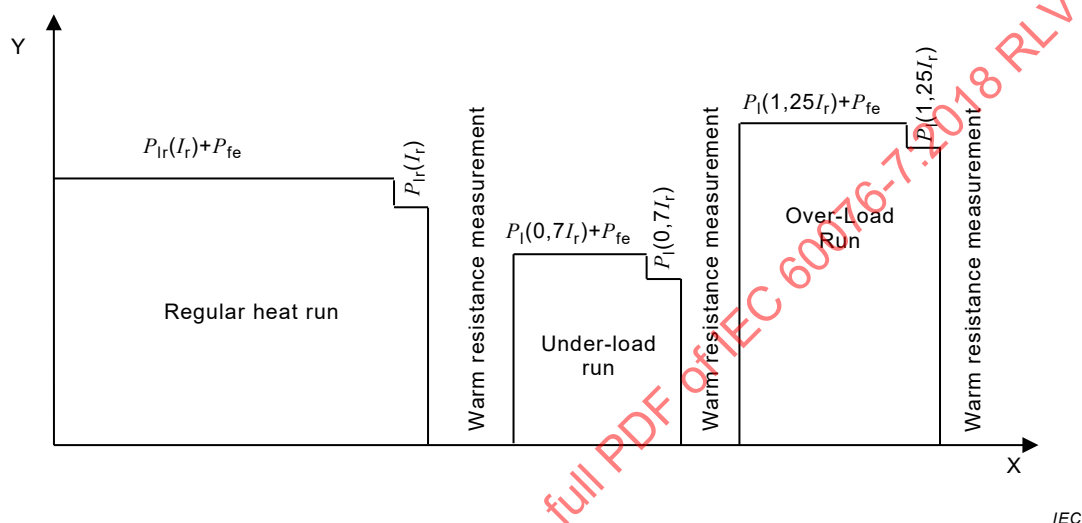 Y
P_lr(I_r)+P_fe
P_lr(I_r)
Regular heat run
Warm resistance measurement
P_l(0,7I_r)+P_fe
P_l(0,7I_r)
Under-load
run
Warm resistance measurement
P_l(1,25I_r)+P_fe
P_l(1,25I_r)
Over-Load
Run
Warm resistance measurement
X
full PDF of IEC 60076-7:2018 RLV
IEC